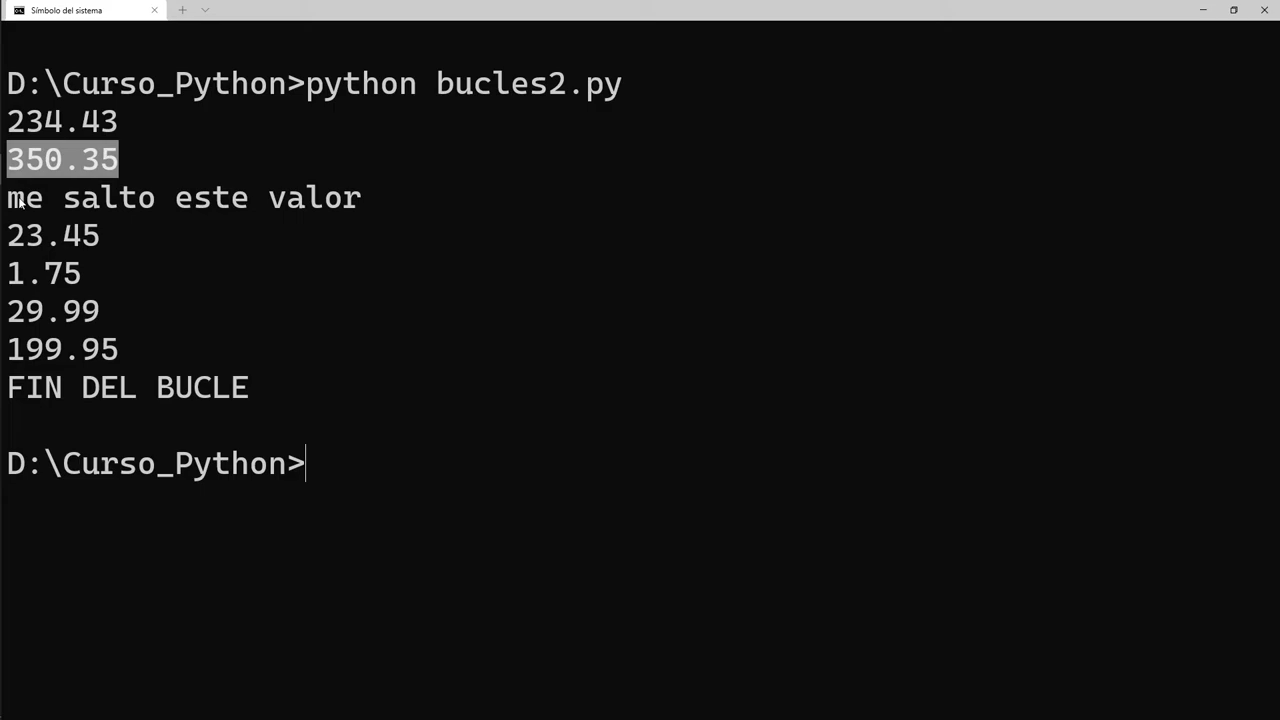 Símbolo del sistema
D:\Curso_Python>python bucles2.py
234.43
350.35
me salto este valor
23.45
1.75
29.99
199.95
FIN DEL BUCLE
D:\Curso_Python>